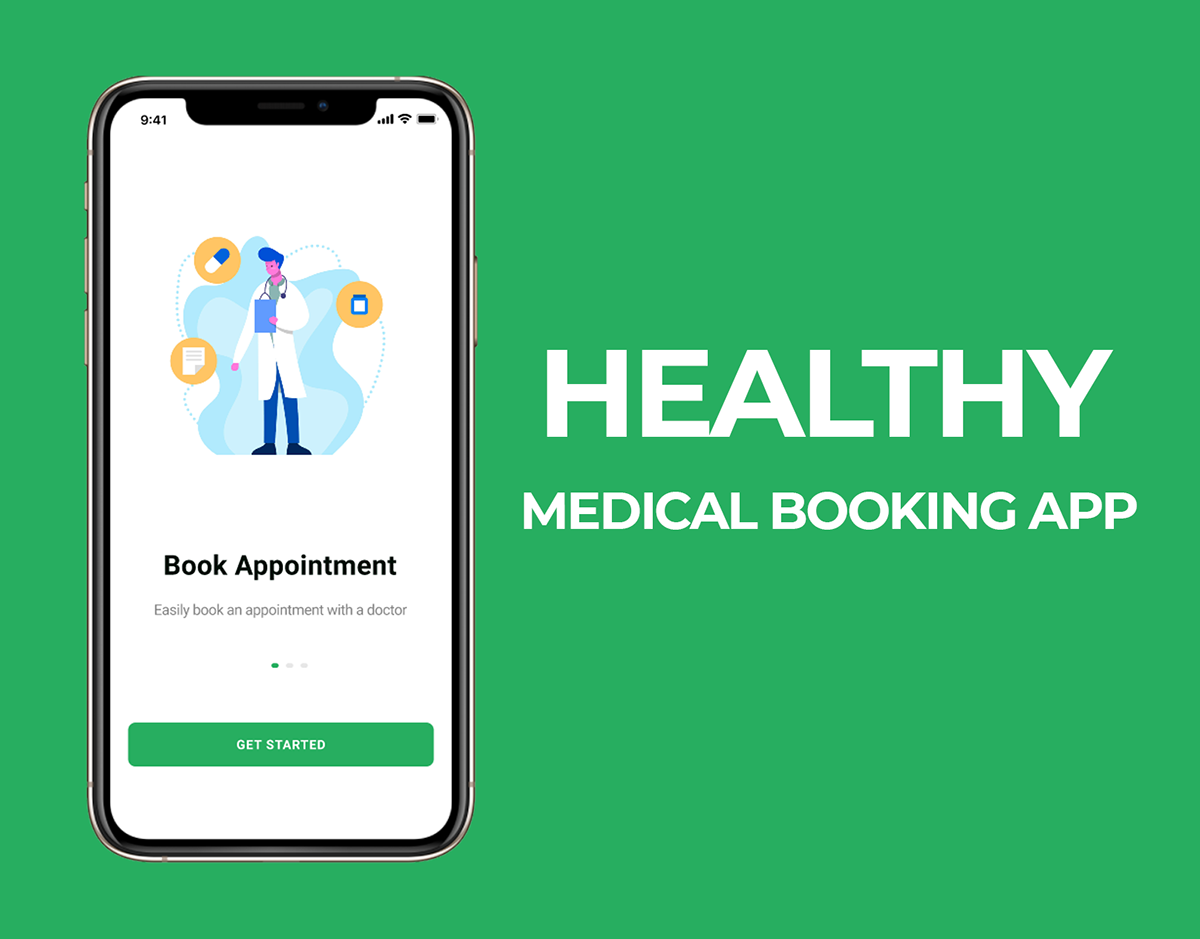 9:41
Book Appointment
Easily book an appointment with a doctor
GET STARTED
HEALTHY
MEDICAL BOOKING APP